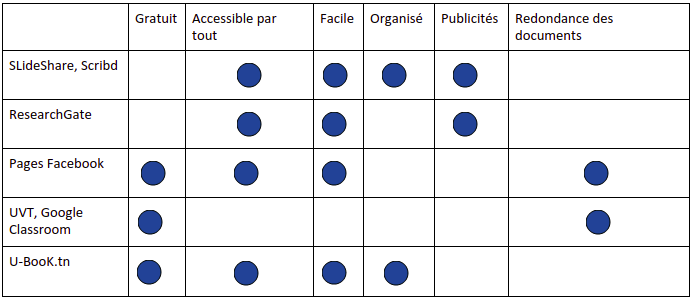 Gratuit
Accessible par
tout
Facile
Organisé
Publicités
Redondance des
documents
SLideShare, Scribd
ResearchGate
Pages Facebook
UVT, Google
Classroom
U-BooK.tn